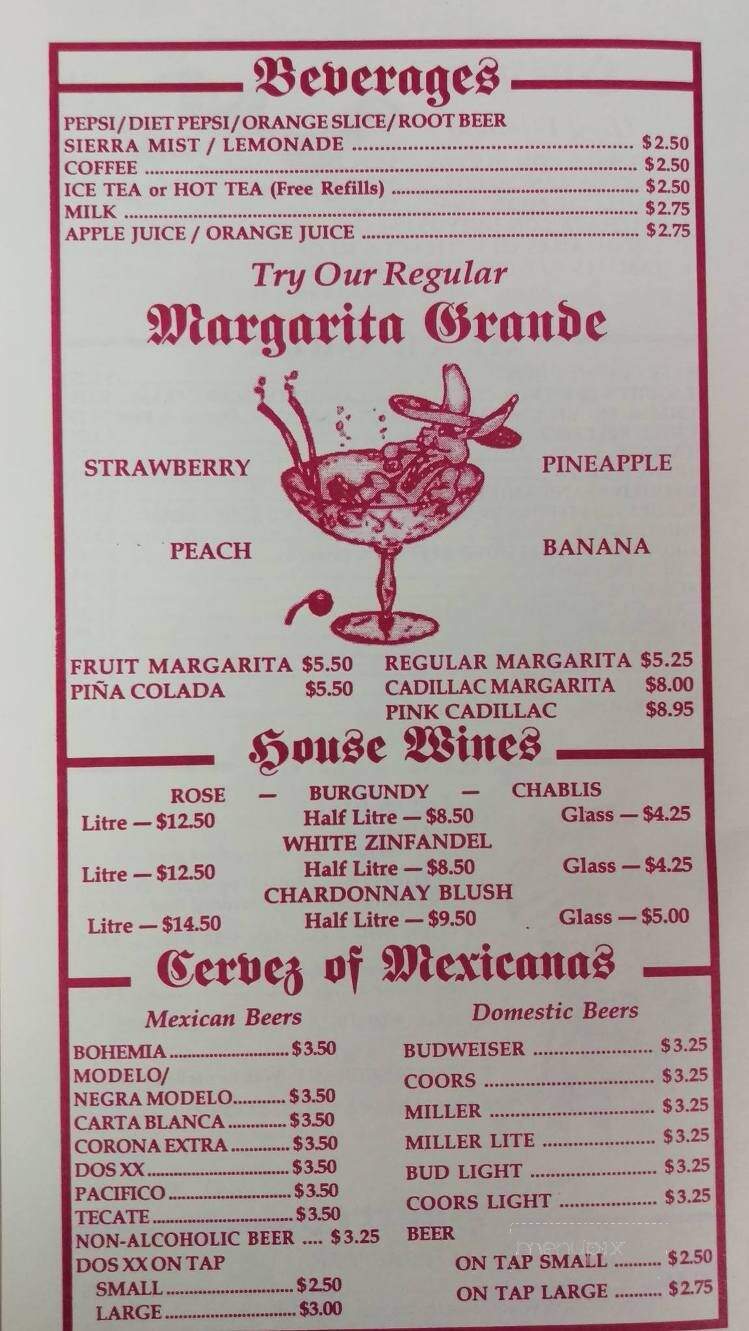 Beverages
PEPSI/DIET PEPSI/ORANGE SLICE/ROOT BEER
SIERRA MIST / LEMONADE ........ $2.50
COFFEE ........ $2.50
ICE TEA or HOT TEA (Free Refills) ........ $2.50
MILK ........ $2.75
APPLE JUICE / ORANGE JUICE ........ $2.75
Try Our Regular
Margarita Grande
STRAWBERRY PINEAPPLE
PEACH BANANA
FRUIT MARGARITA $5.50 REGULAR MARGARITA $5.25
PIÑA COLADA $5.50 CADILLAC MARGARITA $8.00
PINK CADILLAC $8.95
House Wines
ROSE — BURGUNDY — CHABLIS
Litre — $12.50 Half Litre — $8.50 Glass — $4.25
WHITE ZINFANDEL
Litre — $12.50 Half Litre — $8.50 Glass — $4.25
CHARDONNAY BLUSH
Litre — $14.50 Half Litre — $9.50 Glass — $5.00
Cervez of Mexicanas
Mexican Beers
BOHEMIA ........ $3.50
MODELO/
NEGRA MODELO ........ $3.50
CARTA BLANCA ........ $3.50
CORONA EXTRA ........ $3.50
DOS XX ........ $3.50
PACIFICO ........ $3.50
TECATE ........ $3.50
NON-ALCOHOLIC BEER .... $3.25
DOS XX ON TAP
SMALL ........ $2.50
LARGE ........ $3.00
Domestic Beers
BUDWEISER ........ $3.25
COORS ........ $3.25
MILLER ........ $3.25
MILLER LITE ........ $3.25
BUD LIGHT ........ $3.25
COORS LIGHT ........ $3.25
BEER
menupix
ON TAP SMALL ........ $2.50
ON TAP LARGE ........ $2.75